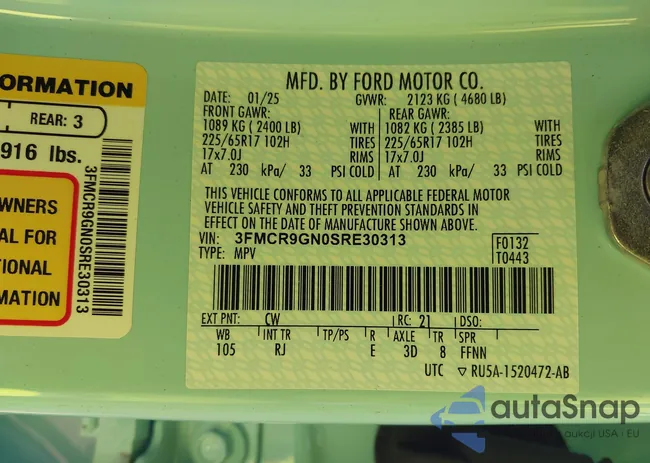 ORMATION
REAR: 3
916 lbs.
WNERS
AL FOR
TIONAL
MATION
3FMCR9GN0SRE30313
MFD. BY FORD MOTOR CO.
DATE: 01/25 GVWR: 2123 KG ( 4680 LB)
FRONT GAWR: REAR GAWR:
1089 KG ( 2400 LB) WITH 1082 KG ( 2385 LB) WITH
225/65R17 102H TIRES 225/65R17 102H TIRES
17x7.0J RIMS 17x7.0J RIMS
AT 230 kPa/ 33 PSI COLD AT 230 kPa/ 33 PSI COLD
THIS VEHICLE CONFORMS TO ALL APPLICABLE FEDERAL MOTOR
VEHICLE SAFETY AND THEFT PREVENTION STANDARDS IN
EFFECT ON THE DATE OF MANUFACTURE SHOWN ABOVE.
VIN: 3FMCR9GN0SRE30313 F0132
TYPE: MPV T0443
EXT PNT: CW RC: 21 DSO:
WB INT TR TP/PS R AXLE TR SPR
105 RJ E 3D 8 FFNN
UTC ▽ RU5A-1520472-AB
autoSnap
aukcji USA i EU